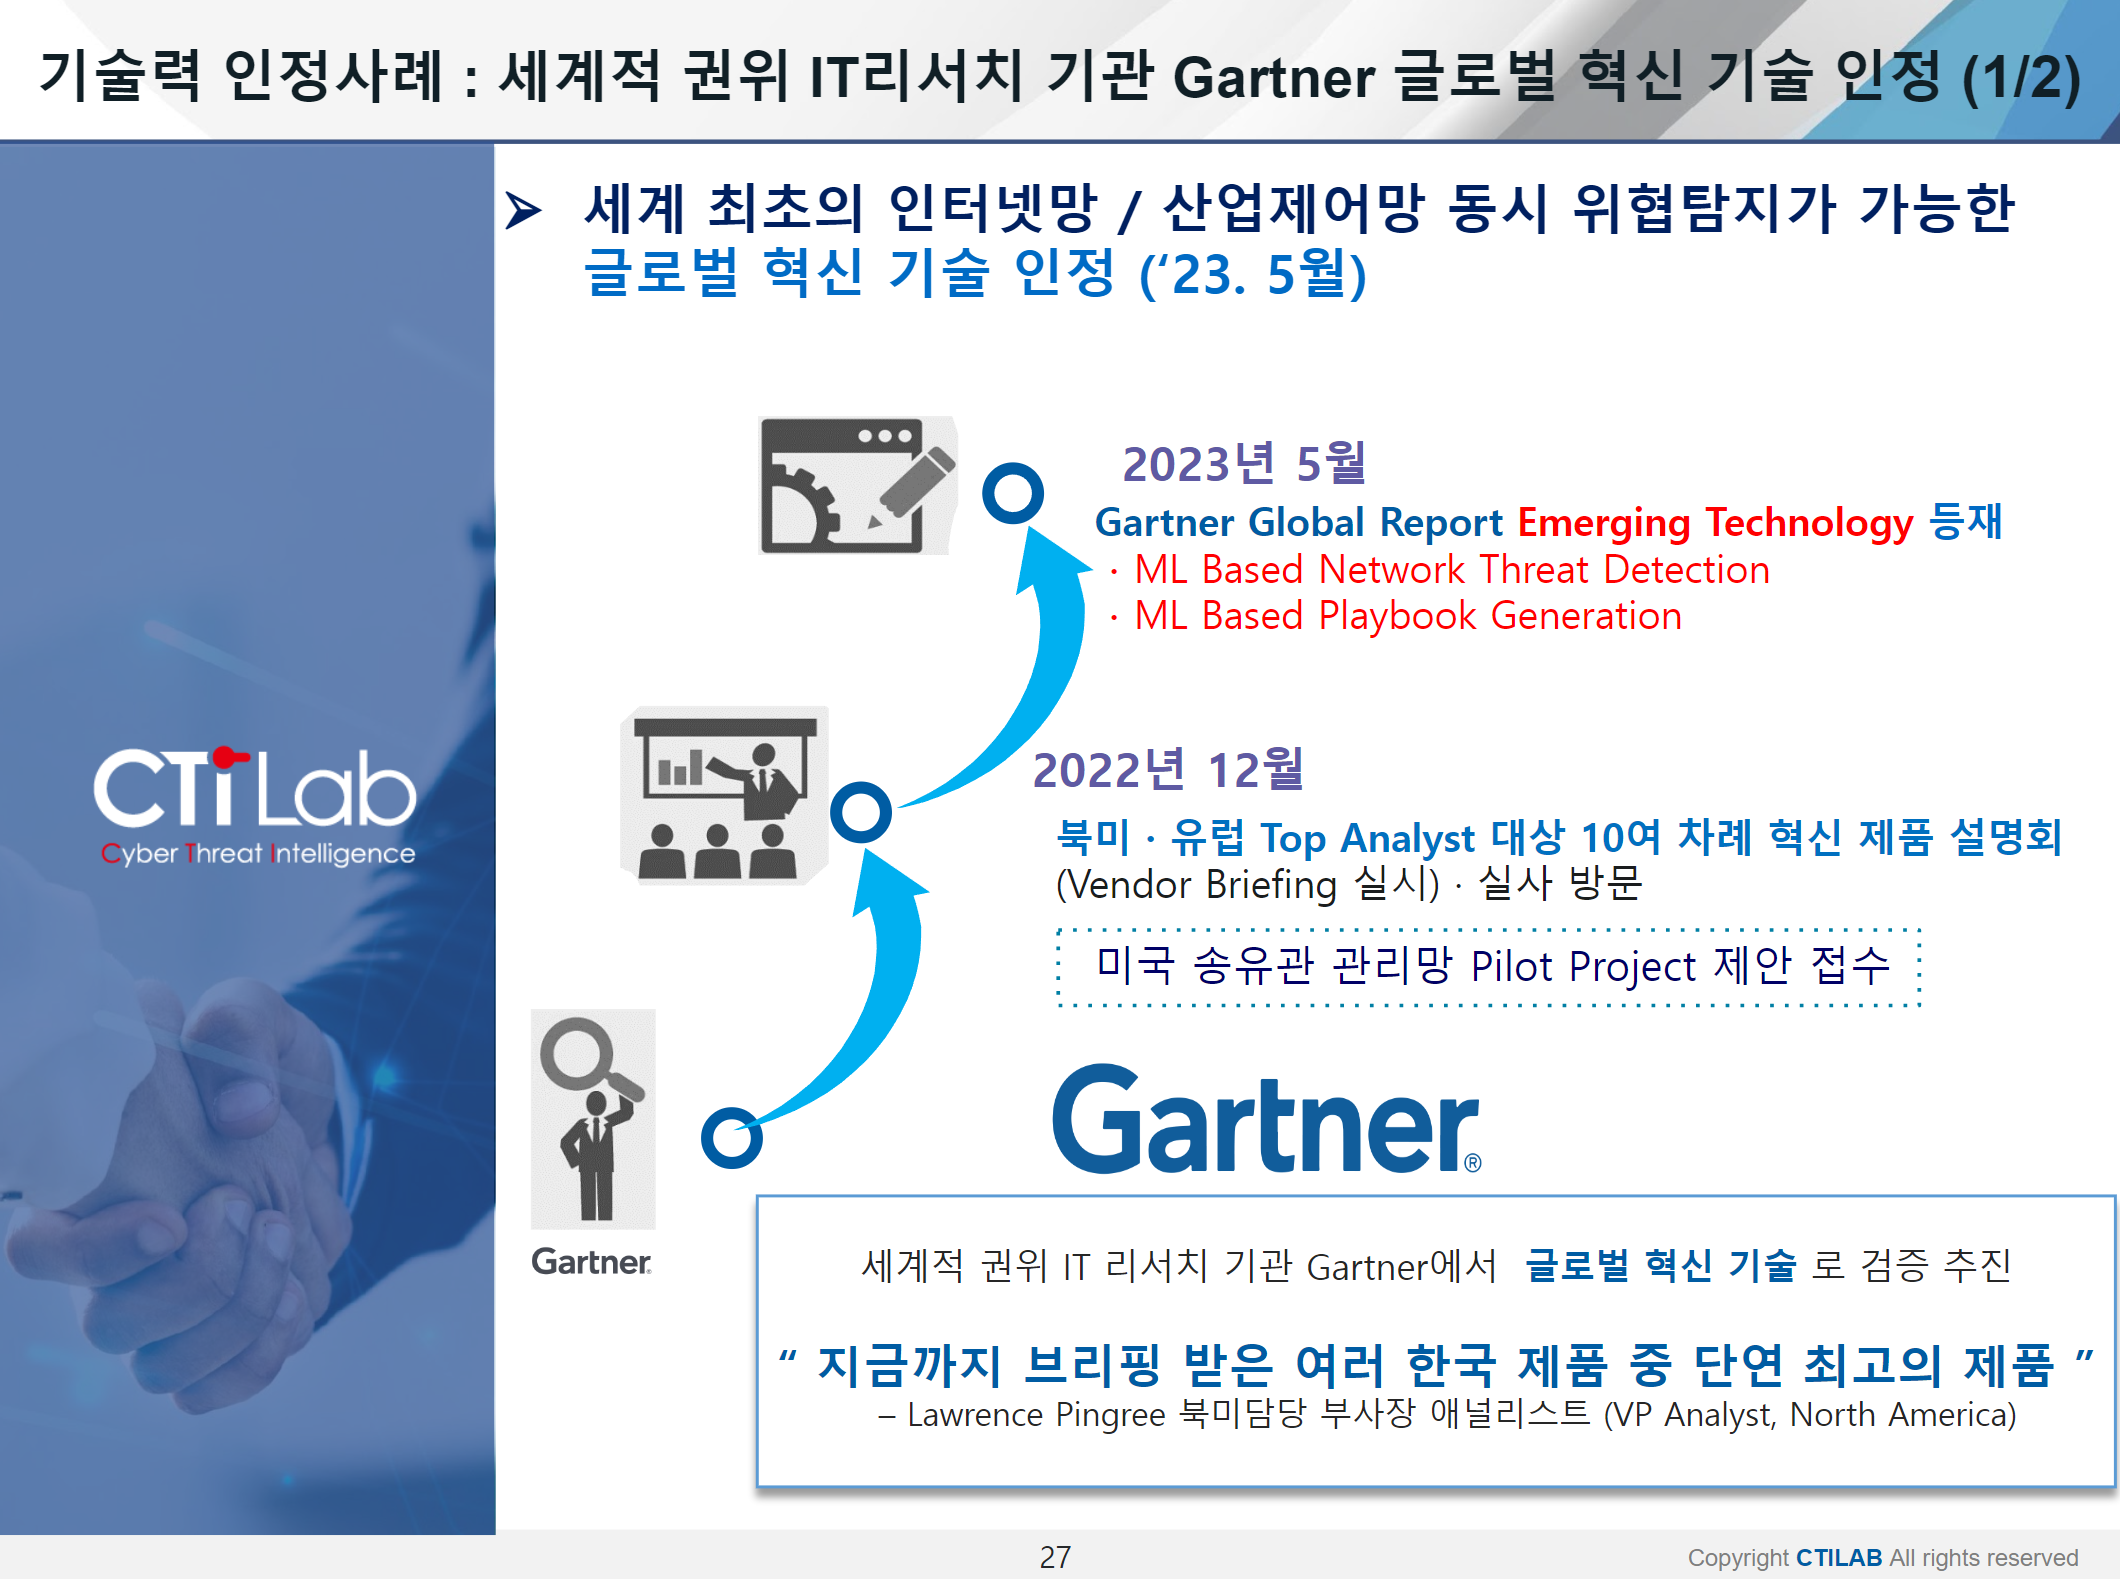 기술력 인정사례 : 세계적 권위 IT리서치 기관 Gartner 글로벌 혁신 기술 인정 (1/2)
➢ 세계 최초의 인터넷망 / 산업제어망 동시 위협탐지가 가능한
글로벌 혁신 기술 인정 (‘23. 5월)
2023년 5월
Gartner Global Report Emerging Technology 등재
· ML Based Network Threat Detection
· ML Based Playbook Generation
CTi Lab
Cyber Threat Intelligence
2022년 12월
북미 · 유럽 Top Analyst 대상 10여 차례 혁신 제품 설명회
(Vendor Briefing 실시) · 실사 방문
미국 송유관 관리망 Pilot Project 제안 접수
Gartner®
Gartner
세계적 권위 IT 리서치 기관 Gartner에서 글로벌 혁신 기술 로 검증 추진
“ 지금까지 브리핑 받은 여러 한국 제품 중 단연 최고의 제품 ”
– Lawrence Pingree 북미담당 부사장 애널리스트 (VP Analyst, North America)
27
Copyright CTILAB All rights reserved